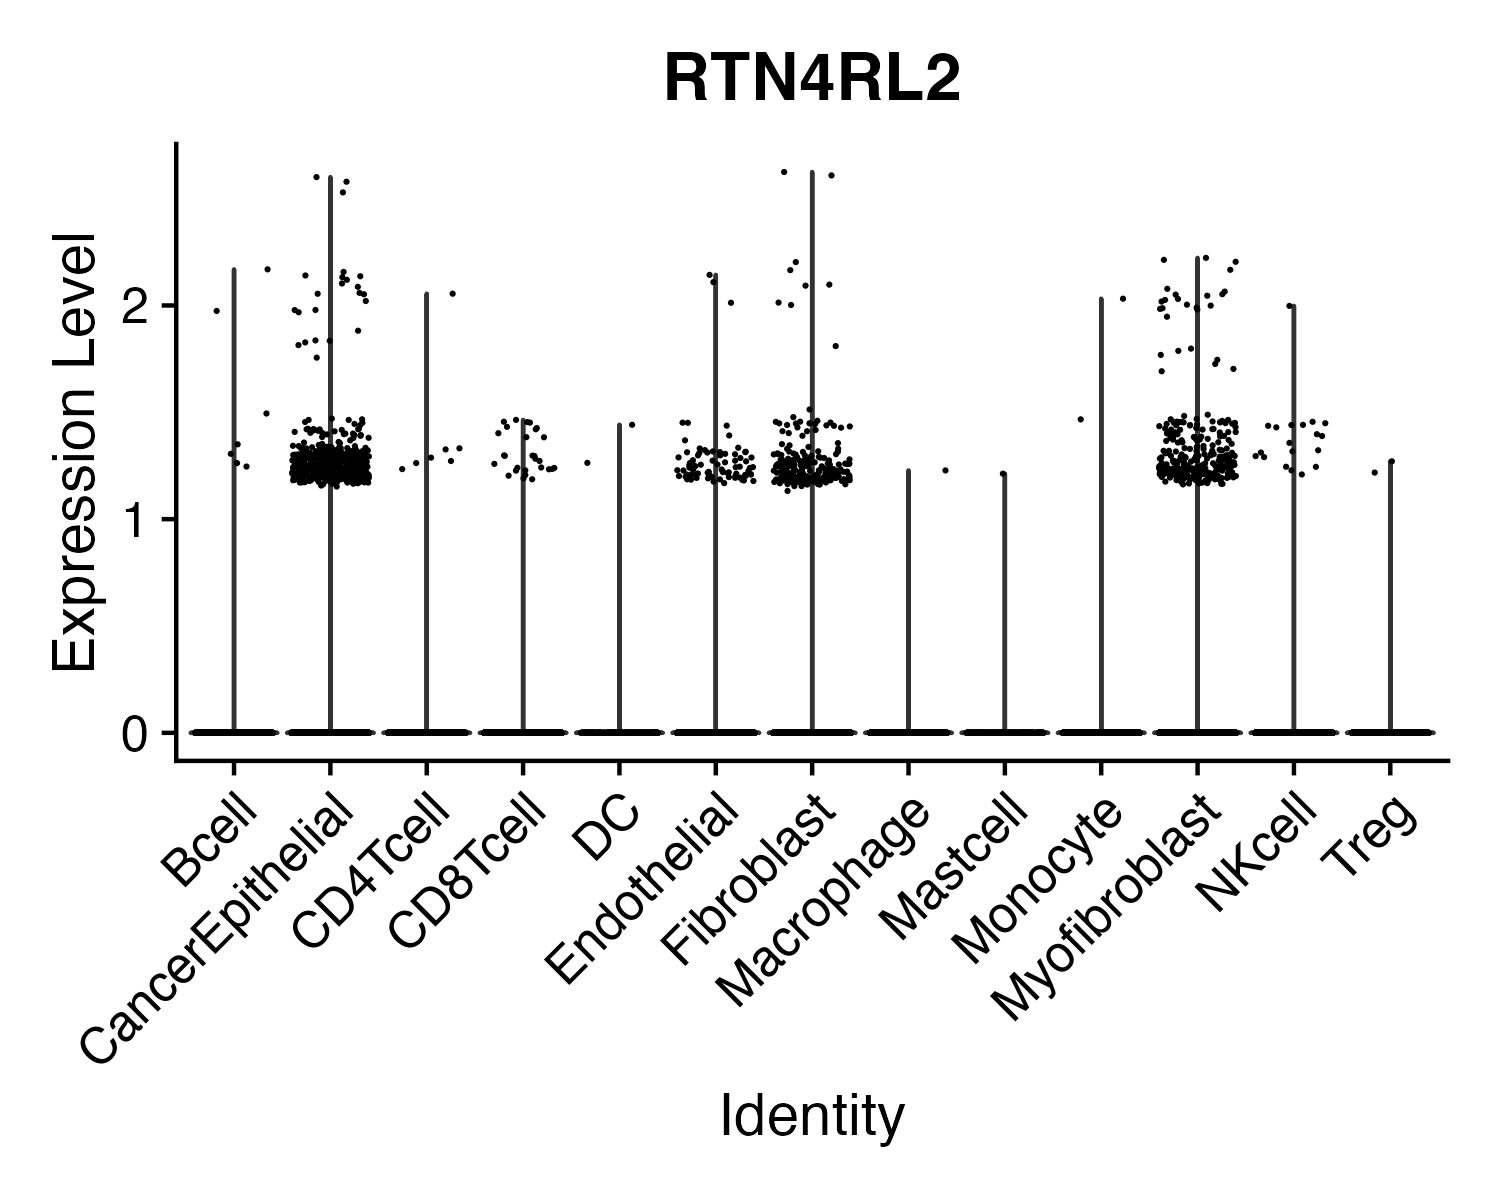 RTN4RL2
Expression Level
2
1
0
Bcell
CancerEpithelial
CD4Tcell
CD8Tcell
DC
Endothelial
Fibroblast
Macrophage
Mastcell
Monocyte
Myofibroblast
NKcell
Treg
Identity